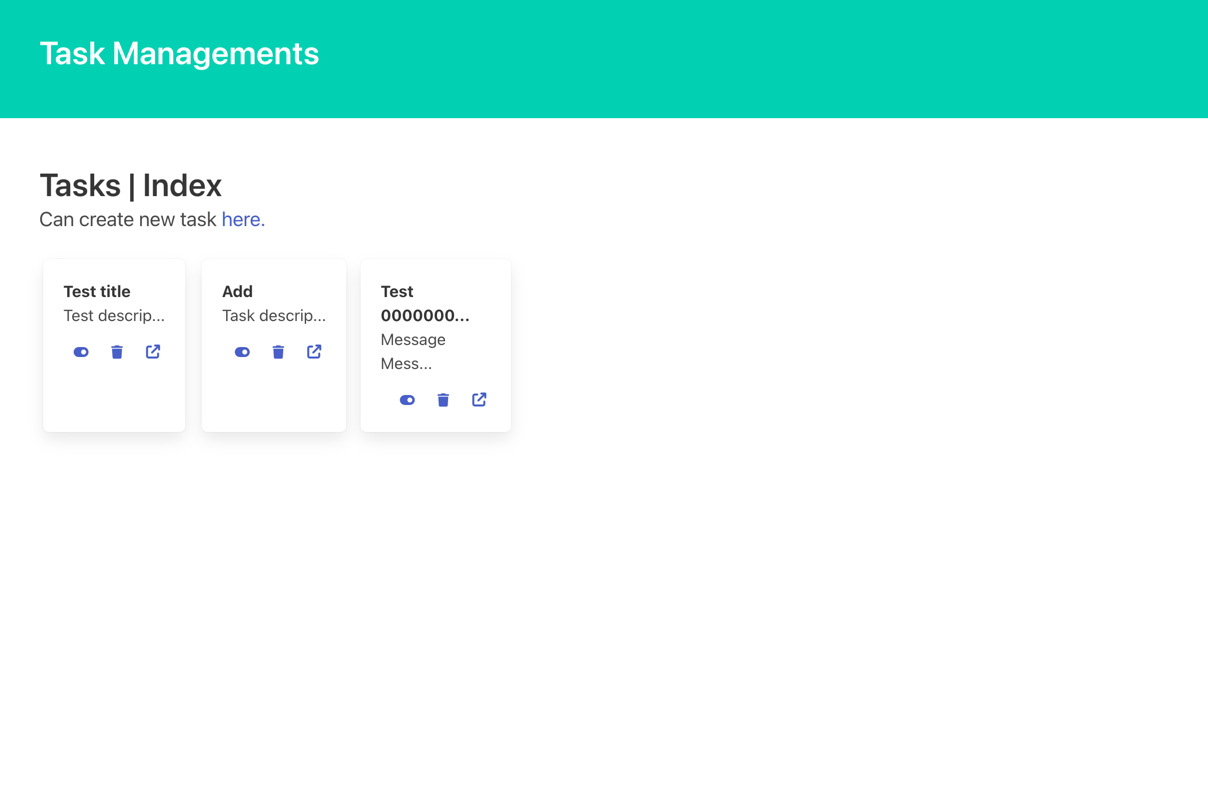 Task Managements
Tasks | Index
Can create new task here.
Test title
Test descrip...
Add
Task descrip...
Test
0000000...
Message
Mess...